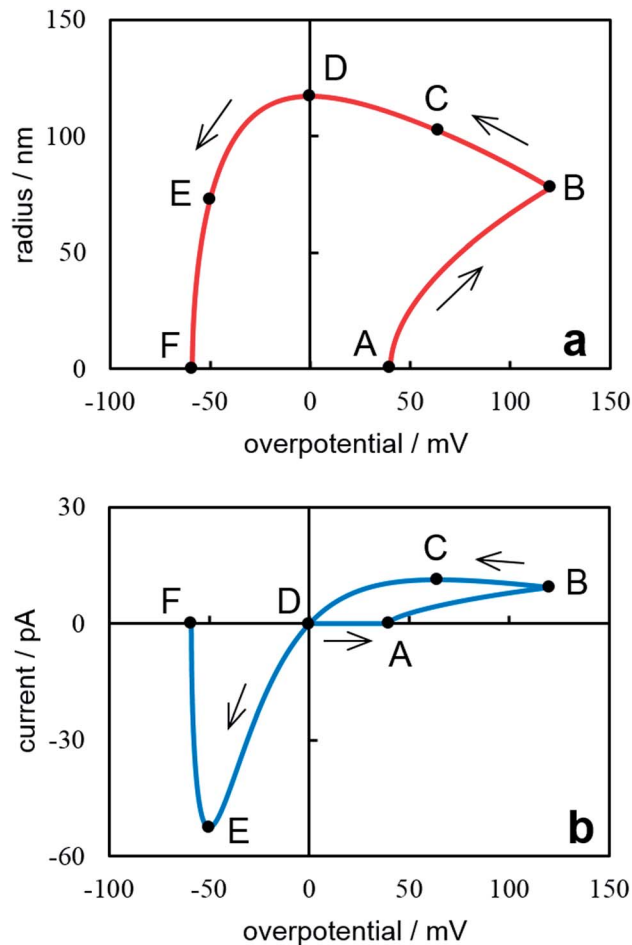 150
D
C
100
E
B
radius / nm
50
F
A
a
0
-100 -50 0 50 100 150
overpotential / mV
30
C
F
D
B
0
A
current / pA
-30
E
b
-60
-100 -50 0 50 100 150
overpotential / mV